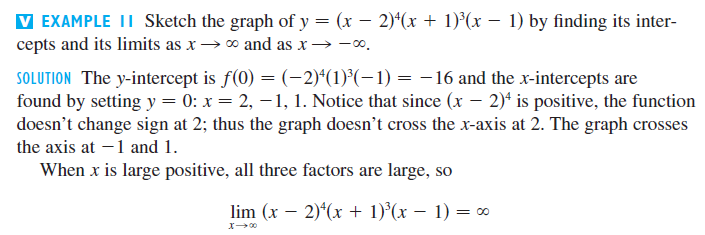 V EXAMPLE 11 Sketch the graph of y = (x − 2)⁴(x + 1)³(x − 1) by finding its inter-
cepts and its limits as x → ∞ and as x → −∞.
SOLUTION The y-intercept is f(0) = (−2)⁴(1)³(−1) = −16 and the x-intercepts are
found by setting y = 0: x = 2, −1, 1. Notice that since (x − 2)⁴ is positive, the function
doesn’t change sign at 2; thus the graph doesn’t cross the x-axis at 2. The graph crosses
the axis at −1 and 1.
When x is large positive, all three factors are large, so
lim (x − 2)⁴(x + 1)³(x − 1) = ∞
x→∞